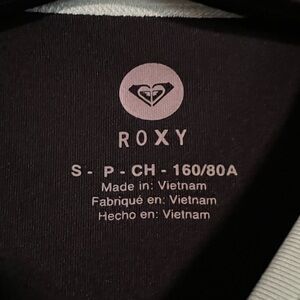 ROXY
S - P - CH - 160/80A
Made in: Vietnam
Fabriqué en: Vietnam
Hecho en: Vietnam